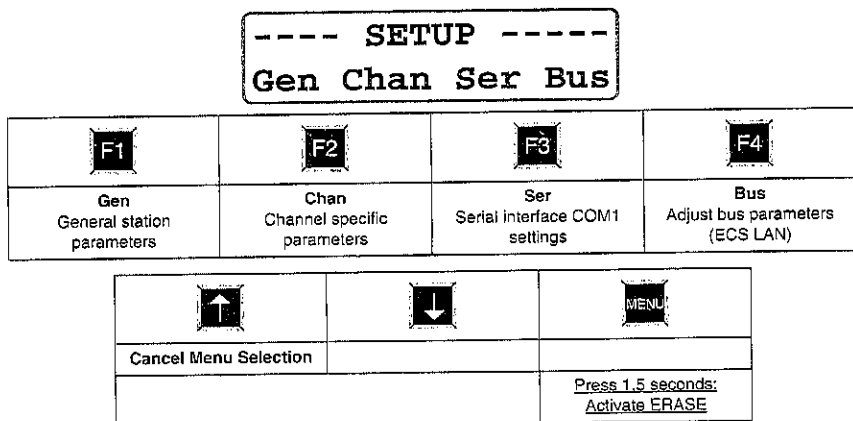 ---- SETUP -----
Gen Chan Ser Bus
F1 F2 F3 F4
Gen Chan Ser Bus
General station Channel specific Serial interface COM1 Adjust bus parameters
parameters parameters settings (ECS LAN)
↑ ↓ MENU
Cancel Menu Selection
Press 1,5 seconds:
Activate ERASE